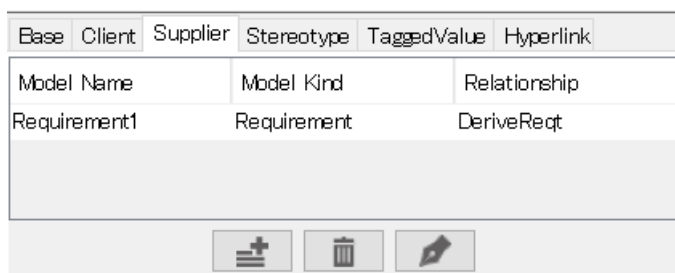 Base Client Supplier Stereotype TaggedValue Hyperlink
Model Name Model Kind Relationship
Requirement1 Requirement DeriveReqt